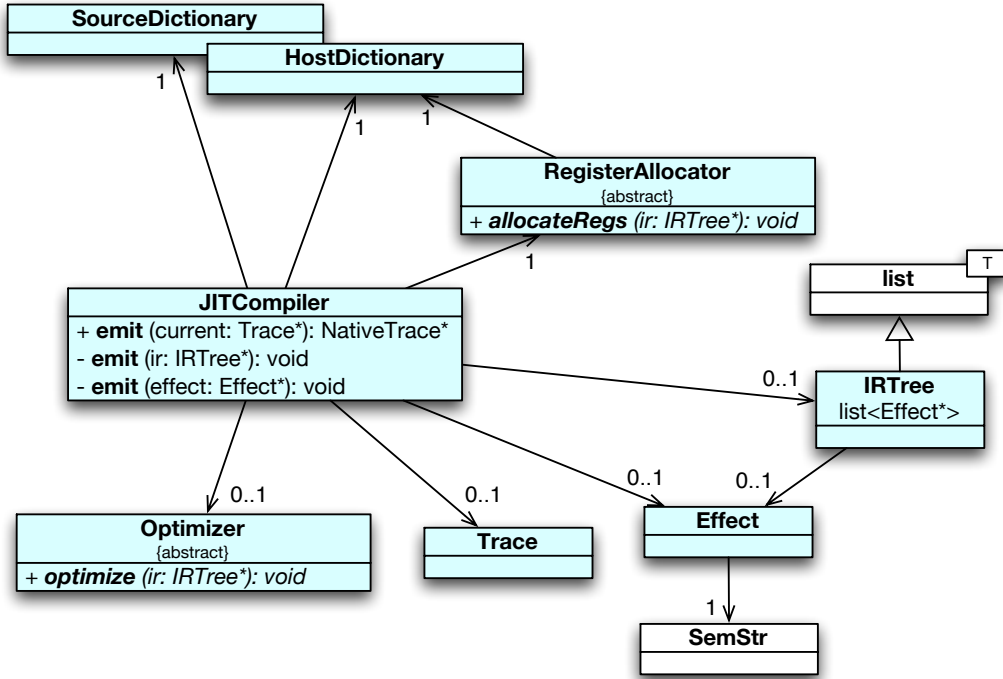 SourceDictionary
HostDictionary
1
1
1
RegisterAllocator
{abstract}
+ allocateRegs (ir: IRTree*): void
1
T
list
JITCompiler
+ emit (current: Trace*): NativeTrace*
- emit (ir: IRTree*): void
- emit (effect: Effect*): void
0..1
IRTree
list<Effect*>
0..1
0..1
0..1
0..1
Optimizer
{abstract}
+ optimize (ir: IRTree*): void
Trace
Effect
1
SemStr